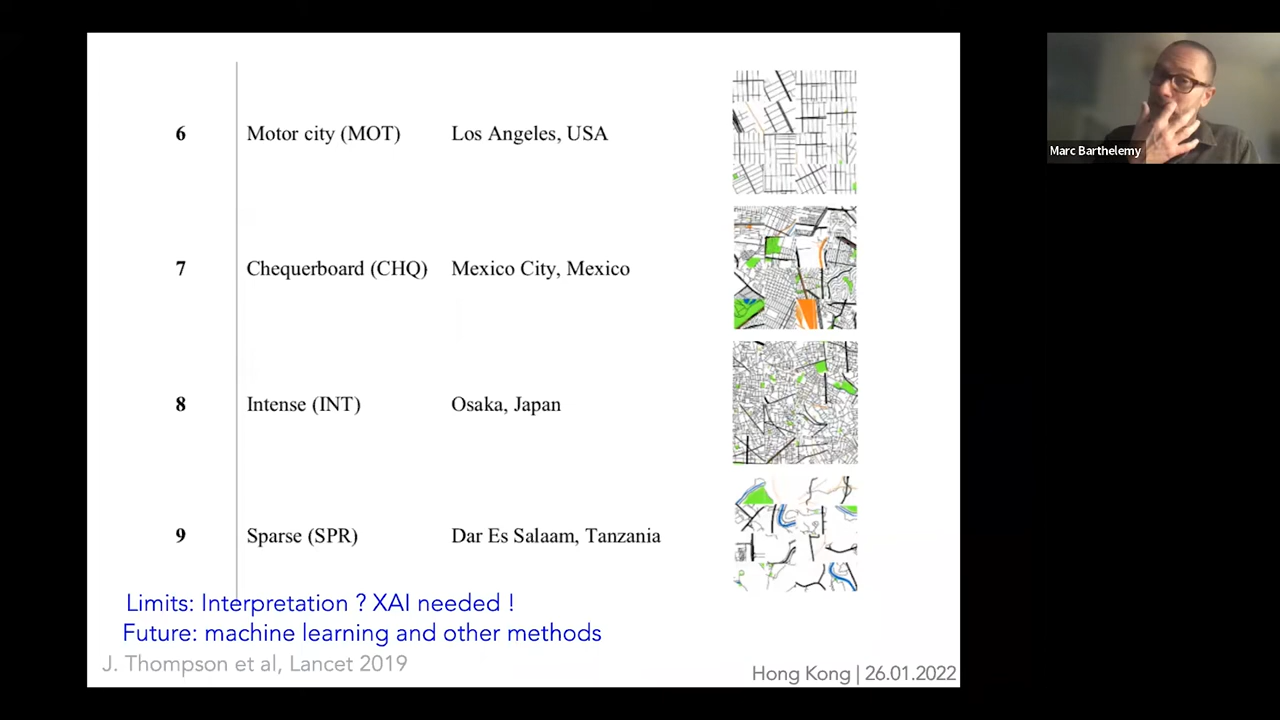 6 Motor city (MOT) Los Angeles, USA
7 Chequerboard (CHQ) Mexico City, Mexico
8 Intense (INT) Osaka, Japan
9 Sparse (SPR) Dar Es Salaam, Tanzania
Limits: Interpretation ? XAI needed !
Future: machine learning and other methods
J. Thompson et al, Lancet 2019
Hong Kong | 26.01.2022
Marc Barthelemy